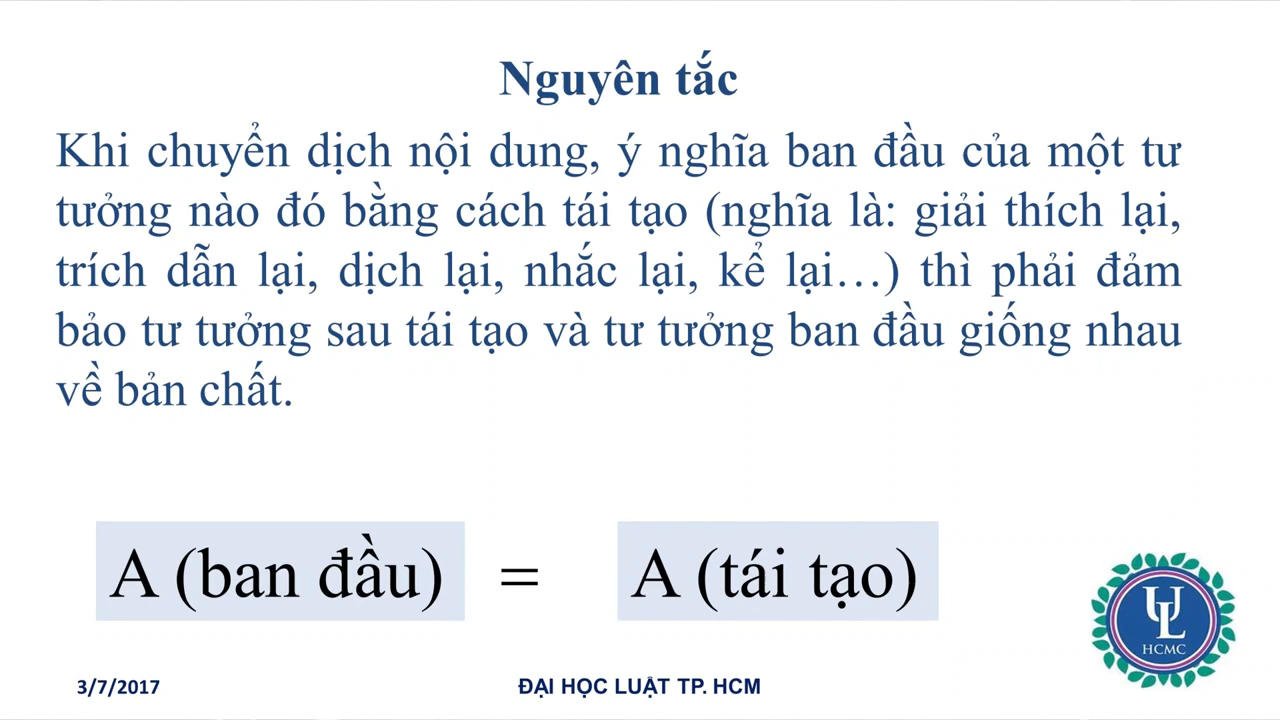 Nguyên tắc
Khi chuyển dịch nội dung, ý nghĩa ban đầu của một tư
tưởng nào đó bằng cách tái tạo (nghĩa là: giải thích lại,
trích dẫn lại, dịch lại, nhắc lại, kể lại…) thì phải đảm
bảo tư tưởng sau tái tạo và tư tưởng ban đầu giống nhau
về bản chất.
A (ban đầu) = A (tái tạo)
UL
HCMC
3/7/2017 ĐẠI HỌC LUẬT TP. HCM